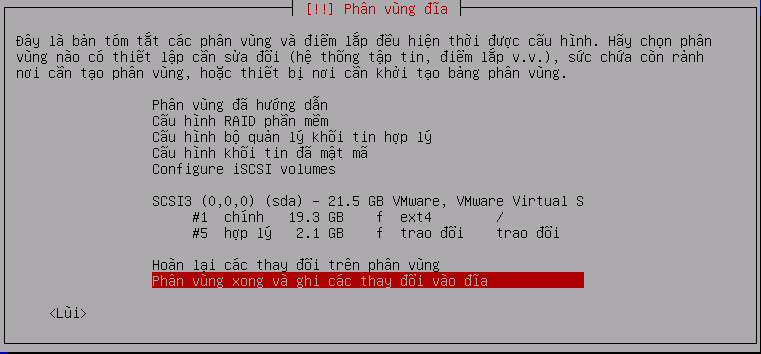 [!!] Phân vùng đĩa
Đây là bản tóm tắt các phân vùng và điểm lắp đều hiện thời được cấu hình. Hãy chọn phân
vùng nào có thiết lập cần sửa đổi (hệ thống tập tin, điểm lắp v.v.), sức chứa còn rảnh
nơi cần tạo phân vùng, hoặc thiết bị nơi cần khởi tạo bảng phân vùng.
Phân vùng đã hướng dẫn
Cấu hình RAID phần mềm
Cấu hình bộ quản lý khối tin hợp lý
Cấu hình khối tin đã mật mã
Configure iSCSI volumes
SCSI3 (0,0,0) (sda) - 21.5 GB VMware, VMware Virtual S
#1 chính 19.3 GB f ext4 /
#5 hợp lý 2.1 GB f trao đổi trao đổi
Hoàn lại các thay đổi trên phân vùng
Phân vùng xong và ghi các thay đổi vào đĩa
<Lùi>